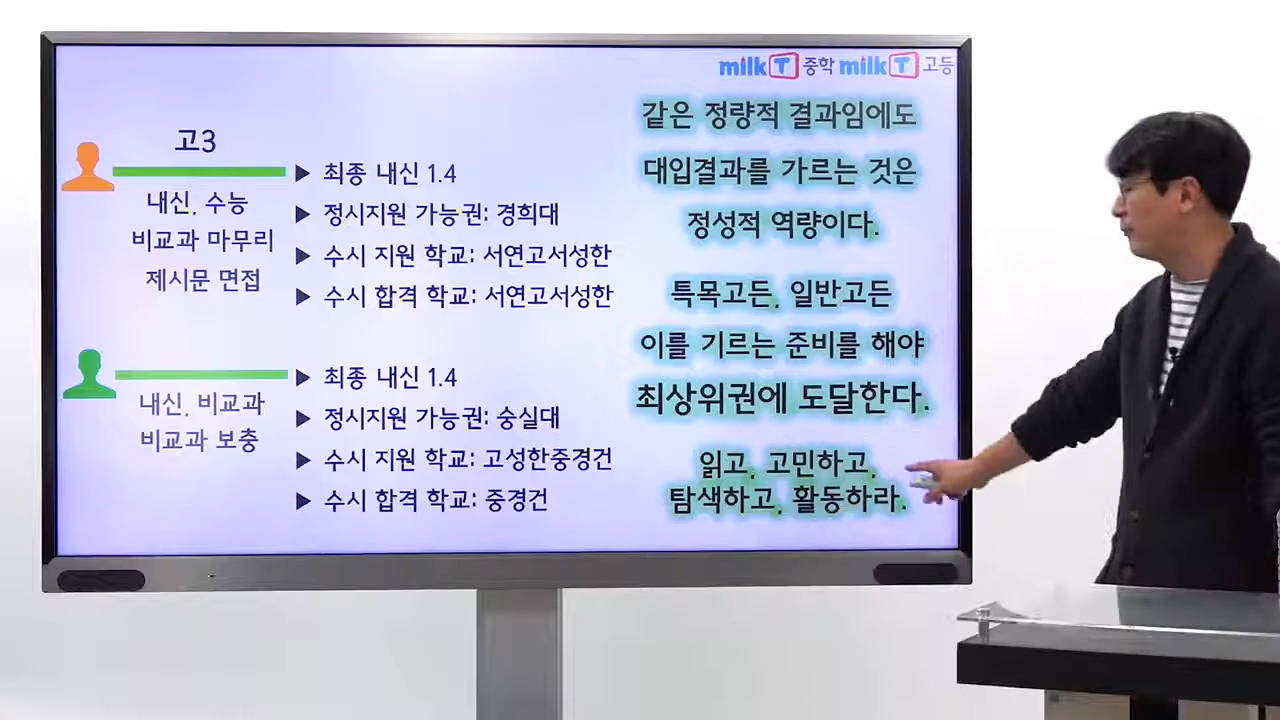 milk T 중학 milk T 고등
고3
내신, 수능
비교과 마무리
제시문 면접
▶ 최종 내신 1.4
▶ 정시지원 가능권: 경희대
▶ 수시 지원 학교: 서연고서성한
▶ 수시 합격 학교: 서연고서성한
내신, 비교과
비교과 보충
▶ 최종 내신 1.4
▶ 정시지원 가능권: 숭실대
▶ 수시 지원 학교: 고성한중경건
▶ 수시 합격 학교: 중경건
같은 정량적 결과임에도
대입결과를 가르는 것은
정성적 역량이다.
특목고든, 일반고든
이를 기르는 준비를 해야
최상위권에 도달한다.
읽고, 고민하고,
탐색하고, 활동하라.